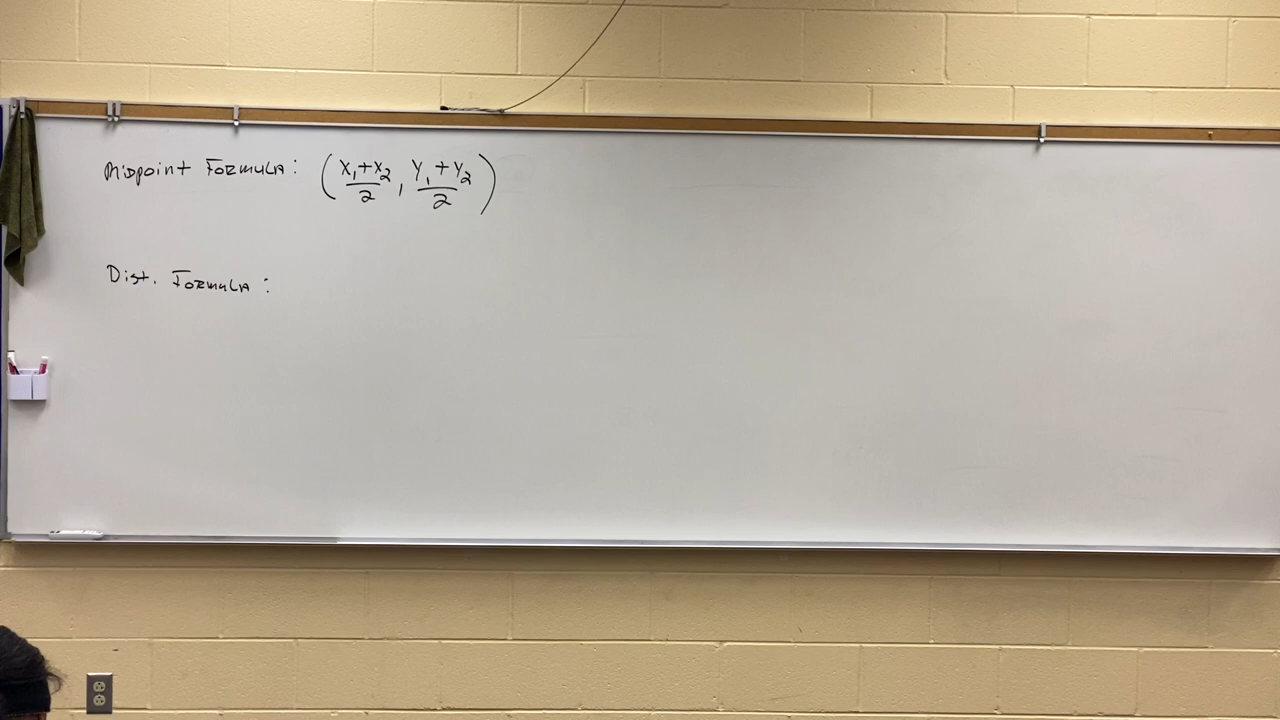 Midpoint Formula: ( x₁+x₂/2 , y₁+y₂/2 )
Dist. Formula: